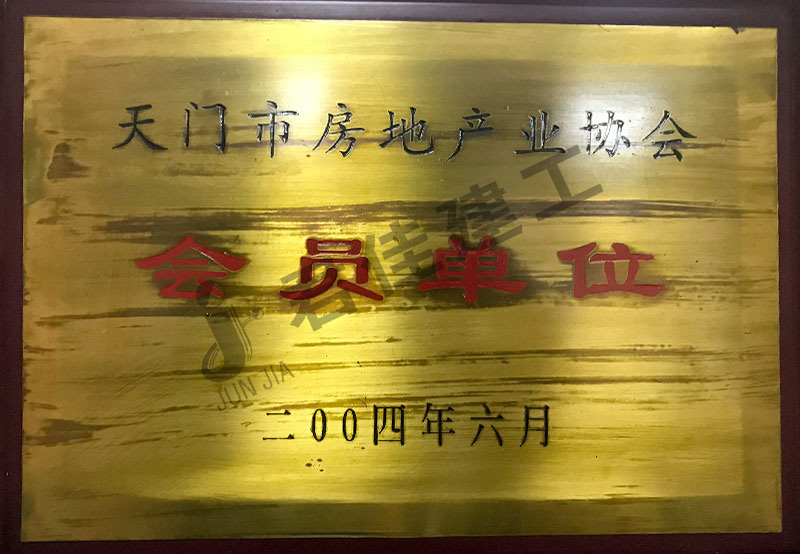 天门市房地产业协会
会员单位
君佳建工
JUN JIA
二00四年六月